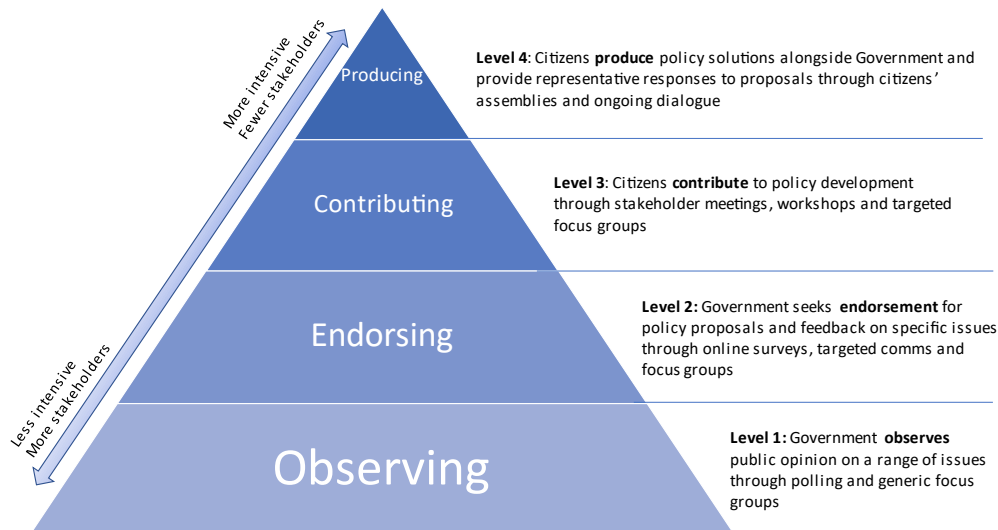 More intensive
Fewer stakeholders
Producing
Level 4: Citizens produce policy solutions alongside Government and
provide representative responses to proposals through citizens’
assemblies and ongoing dialogue
Contributing
Level 3: Citizens contribute to policy development
through stakeholder meetings, workshops and targeted
focus groups
Endorsing
Level 2: Government seeks endorsement for
policy proposals and feedback on specific issues
through online surveys, targeted comms and
focus groups
Less intensive
More stakeholders
Observing
Level 1: Government observes
public opinion on a range of issues
through polling and generic focus
groups